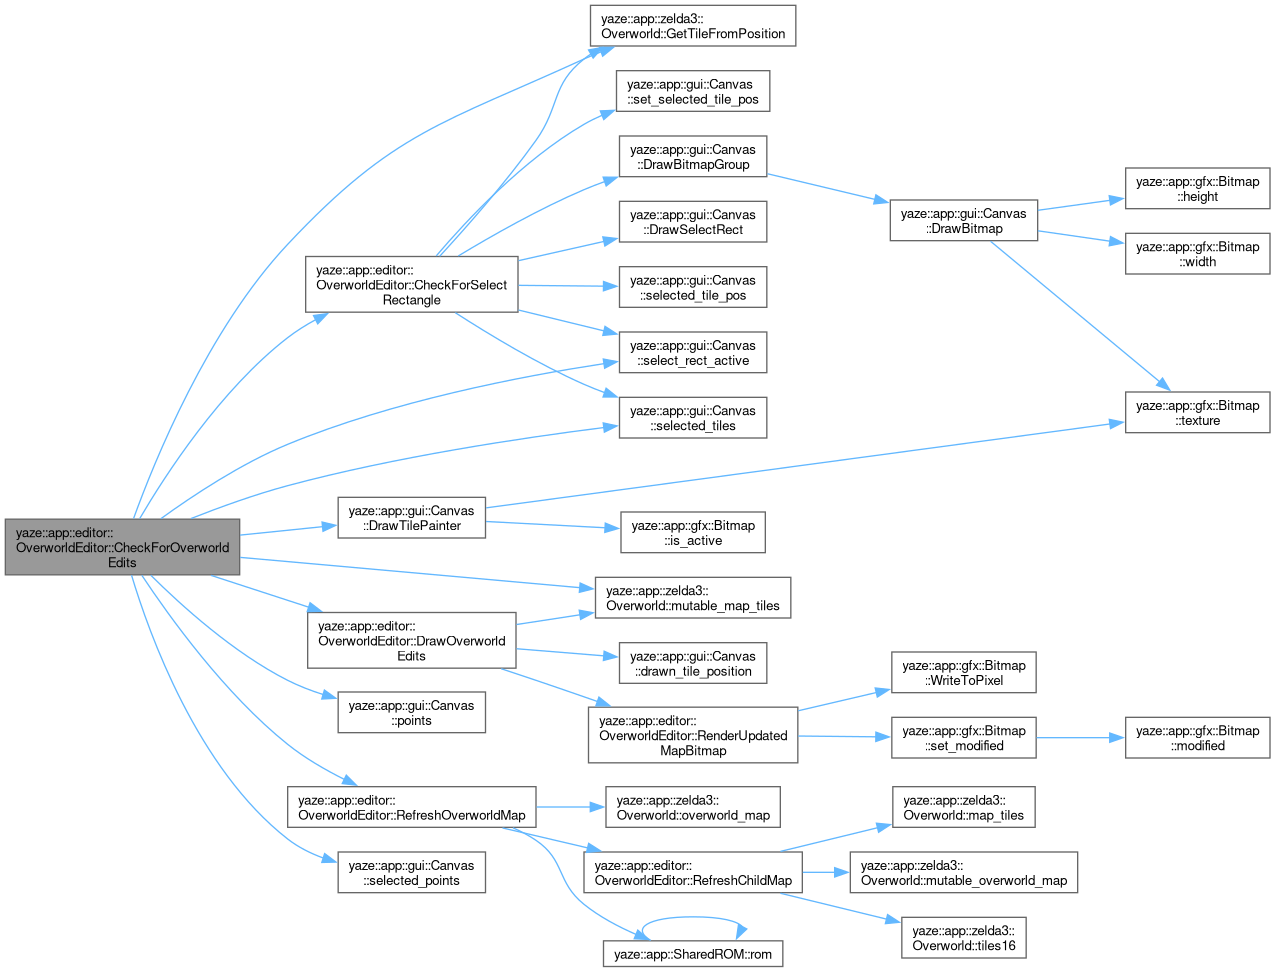 yaze::app::zelda3::
Overworld::GetTileFromPosition
yaze::app::gui::Canvas
::set_selected_tile_pos
yaze::app::gui::Canvas
::DrawBitmapGroup
yaze::app::gfx::Bitmap
::height
yaze::app::gui::Canvas
::DrawSelectRect
yaze::app::gui::Canvas
::DrawBitmap
yaze::app::gfx::Bitmap
::width
yaze::app::editor::
OverworldEditor::CheckForSelect
Rectangle
yaze::app::gui::Canvas
::selected_tile_pos
yaze::app::gui::Canvas
::select_rect_active
yaze::app::gui::Canvas
::selected_tiles
yaze::app::gfx::Bitmap
::texture
yaze::app::gui::Canvas
::DrawTilePainter
yaze::app::gfx::Bitmap
::is_active
yaze::app::editor::
OverworldEditor::CheckForOverworld
Edits
yaze::app::zelda3::
Overworld::mutable_map_tiles
yaze::app::editor::
OverworldEditor::DrawOverworld
Edits
yaze::app::gui::Canvas
::drawn_tile_position
yaze::app::gfx::Bitmap
::WriteToPixel
yaze::app::gui::Canvas
::points
yaze::app::editor::
OverworldEditor::RenderUpdated
MapBitmap
yaze::app::gfx::Bitmap
::set_modified
yaze::app::gfx::Bitmap
::modified
yaze::app::editor::
OverworldEditor::RefreshOverworldMap
yaze::app::zelda3::
Overworld::overworld_map
yaze::app::zelda3::
Overworld::map_tiles
yaze::app::gui::Canvas
::selected_points
yaze::app::editor::
OverworldEditor::RefreshChildMap
yaze::app::zelda3::
Overworld::mutable_overworld_map
yaze::app::zelda3::
Overworld::tiles16
yaze::app::SharedROM::rom